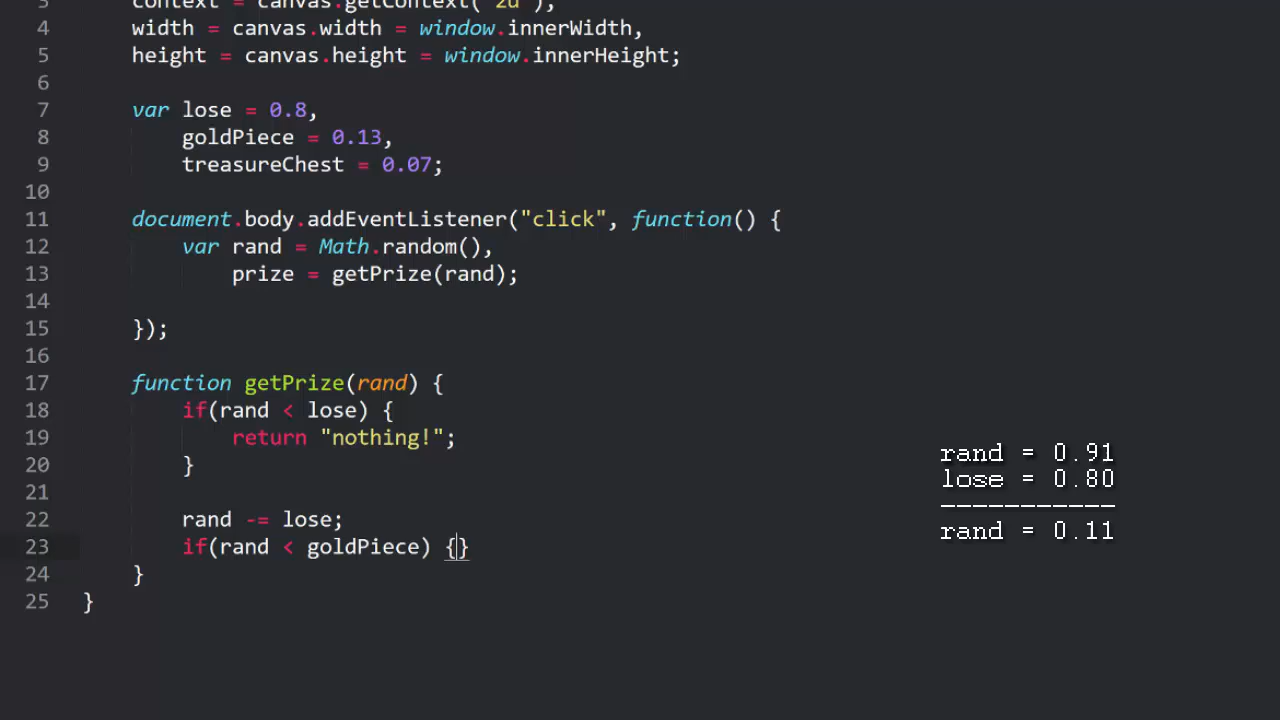 3 context = canvas.getContext("2d"),
4 width = canvas.width = window.innerWidth,
5 height = canvas.height = window.innerHeight;
6
7 var lose = 0.8,
8 goldPiece = 0.13,
9 treasureChest = 0.07;
10
11 document.body.addEventListener("click", function() {
12 var rand = Math.random(),
13 prize = getPrize(rand);
14
15 });
16
17 function getPrize(rand) {
18 if(rand < lose) {
19 return "nothing!";
20 }
21
22 rand -= lose;
23 if(rand < goldPiece) {}
24 }
25 }
rand = 0.91
lose = 0.80
-----------
rand = 0.11